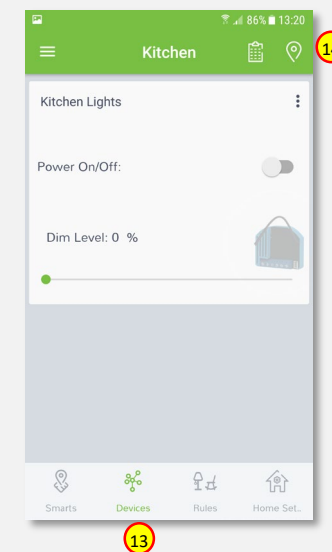 86% 13:20
Kitchen
14
Kitchen Lights
Power On/Off:
Dim Level: 0 %
Smarts Devices Rules Home Set..
13